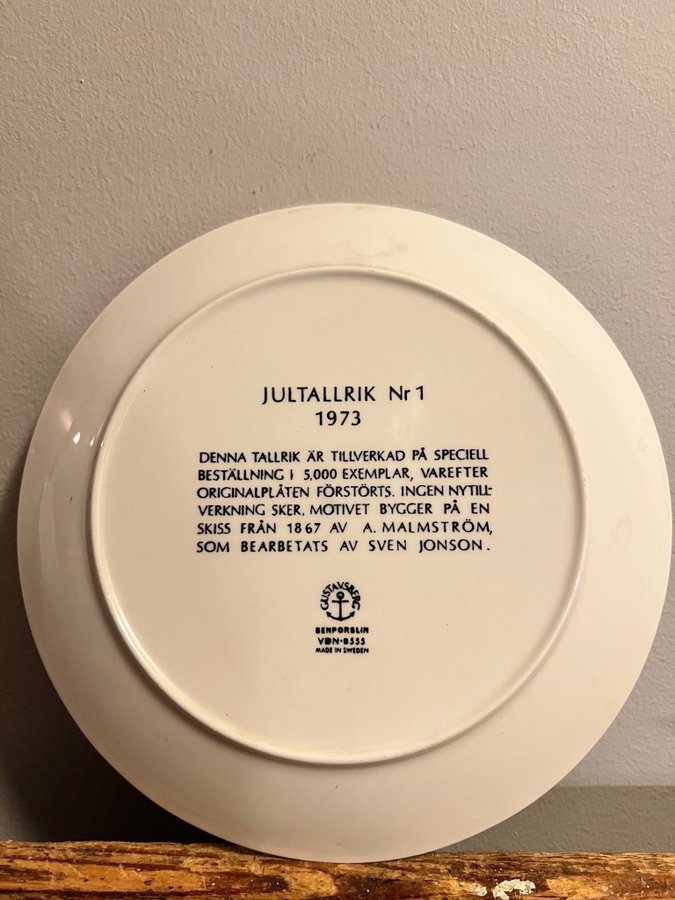 JULTALLRIK Nr 1
1973
DENNA TALLRIK ÄR TILLVERKAD PÅ SPECIELL
BESTÄLLNING I 5,000 EXEMPLAR, VAREFTER
ORIGINALPLÅTEN FÖRSTÖRTS. INGEN NYTILL-
VERKNING SKER. MOTIVET BYGGER PÅ EN
SKISS FRÅN 1867 AV A. MALMSTRÖM,
SOM BEARBETATS AV SVEN JONSON.
GUSTAVSBERG
BENPORSLIN
VDN-B555
MADE IN SWEDEN